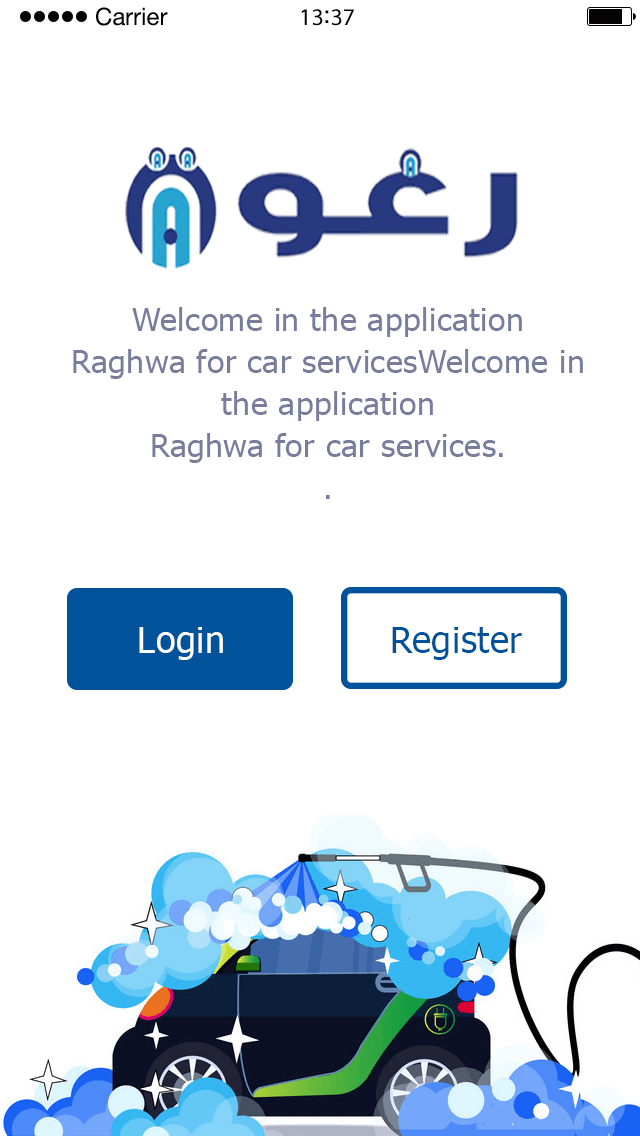 Carrier 13:37
رغوة
Welcome in the application
Raghwa for car servicesWelcome in
the application
Raghwa for car services.
.
Login Register